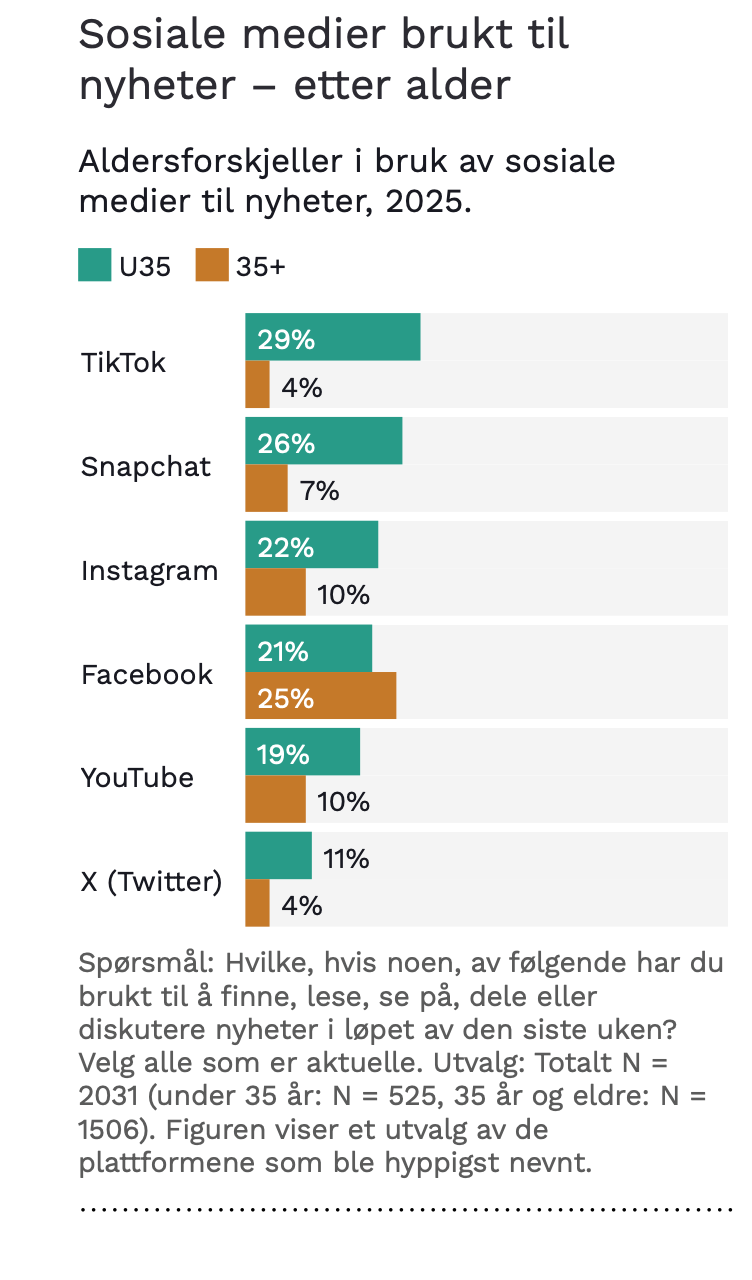 Sosiale medier brukt til
nyheter – etter alder
Aldersforskjeller i bruk av sosiale
medier til nyheter, 2025.
U35 35+
TikTok
29%
4%
Snapchat
26%
7%
Instagram
22%
10%
Facebook
21%
25%
YouTube
19%
10%
X (Twitter)
11%
4%
Spørsmål: Hvilke, hvis noen, av følgende har du
brukt til å finne, lese, se på, dele eller
diskutere nyheter i løpet av den siste uken?
Velg alle som er aktuelle. Utvalg: Totalt N =
2031 (under 35 år: N = 525, 35 år og eldre: N =
1506). Figuren viser et utvalg av de
plattformene som ble hyppigst nevnt.